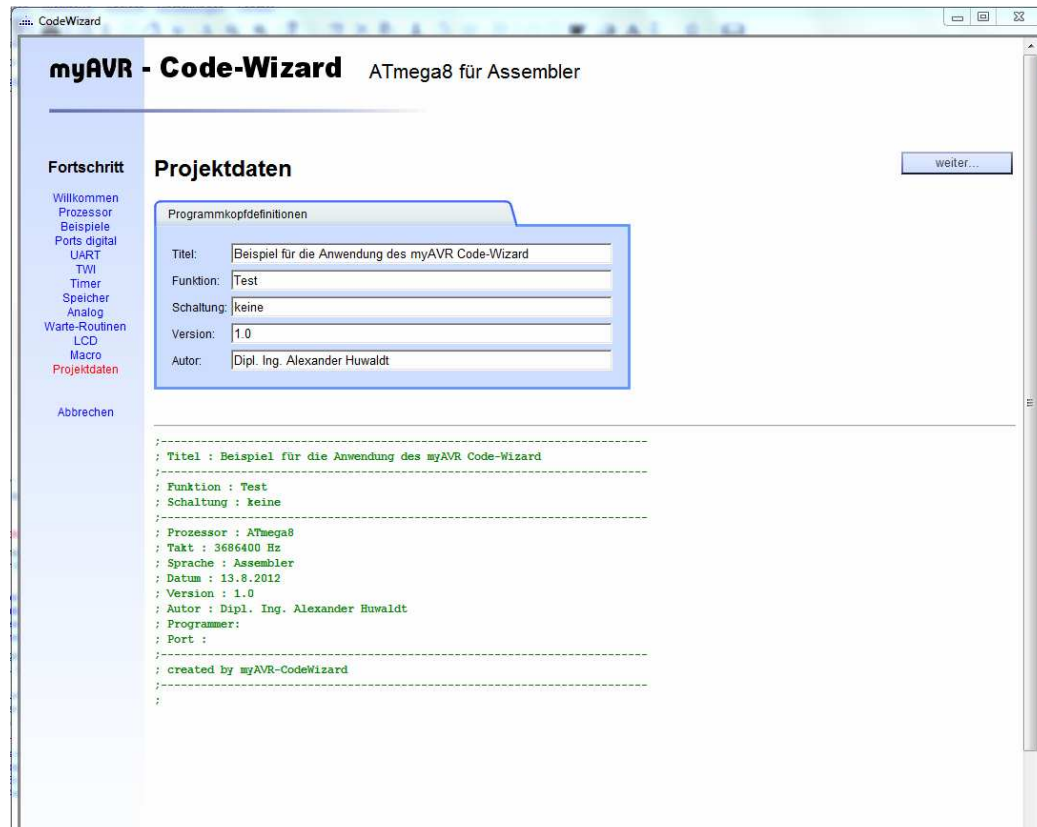 CodeWizard
myAVR - Code-Wizard ATmega8 für Assembler
Fortschritt
Willkommen
Prozessor
Beispiele
Ports digital
UART
TWI
Timer
Speicher
Analog
Warte-Routinen
LCD
Macro
Projektdaten
Abbrechen
Projektdaten
weiter...
Programmkopfdefinitionen
Titel: Beispiel für die Anwendung des myAVR Code-Wizard
Funktion: Test
Schaltung: keine
Version: 1.0
Autor: Dipl. Ing. Alexander Huwaldt
;-------------------------------------------------------------------------
; Titel : Beispiel für die Anwendung des myAVR Code-Wizard
;-------------------------------------------------------------------------
; Funktion : Test
; Schaltung : keine
;-------------------------------------------------------------------------
; Prozessor : ATmega8
; Takt : 3686400 Hz
; Sprache : Assembler
; Datum : 13.8.2012
; Version : 1.0
; Autor : Dipl. Ing. Alexander Huwaldt
; Programmer:
; Port :
;-------------------------------------------------------------------------
; created by myAVR-CodeWizard
;-------------------------------------------------------------------------
;